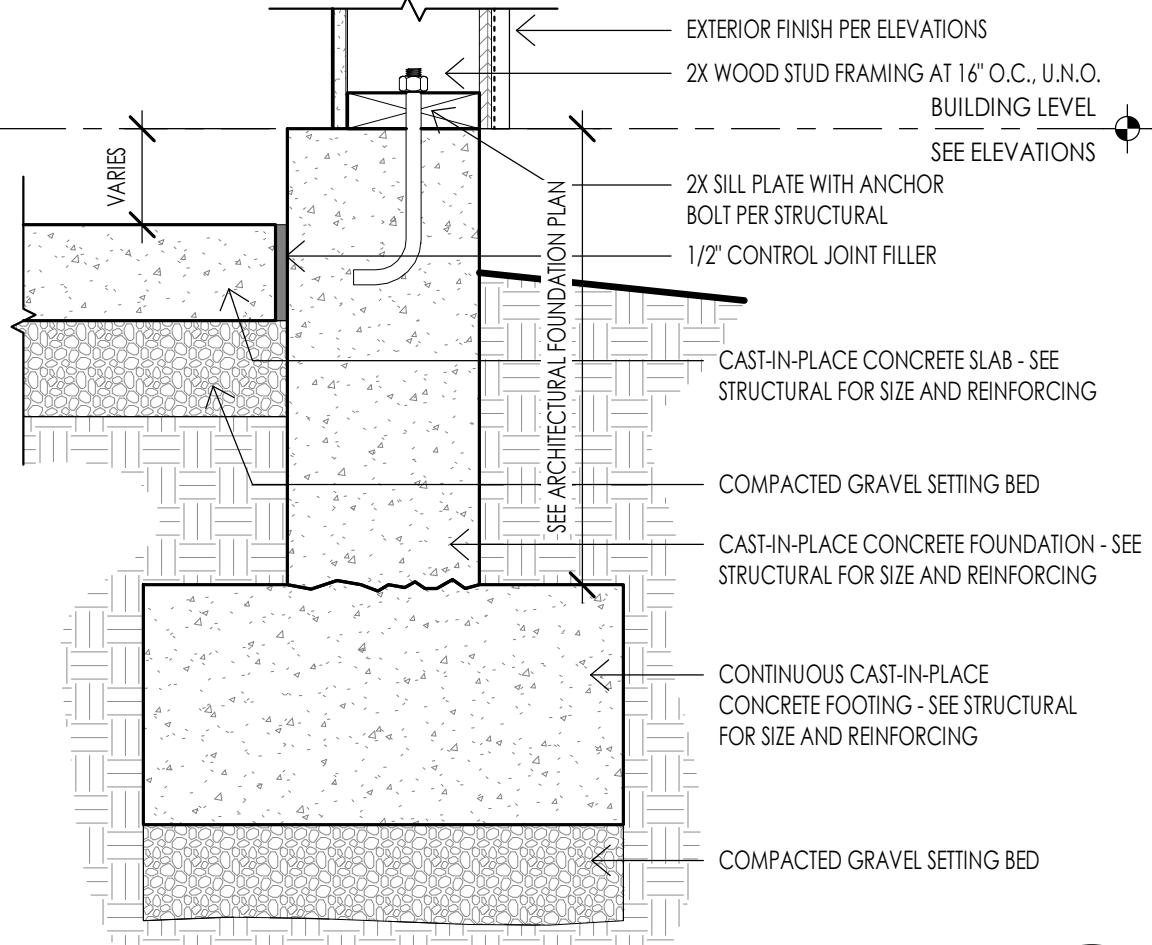 EXTERIOR FINISH PER ELEVATIONS
2X WOOD STUD FRAMING AT 16" O.C., U.N.O.
BUILDING LEVEL
SEE ELEVATIONS
VARIES
2X SILL PLATE WITH ANCHOR
BOLT PER STRUCTURAL
1/2" CONTROL JOINT FILLER
SEE ARCHITECTURAL FOUNDATION PLAN
CAST-IN-PLACE CONCRETE SLAB - SEE
STRUCTURAL FOR SIZE AND REINFORCING
COMPACTED GRAVEL SETTING BED
CAST-IN-PLACE CONCRETE FOUNDATION - SEE
STRUCTURAL FOR SIZE AND REINFORCING
CONTINUOUS CAST-IN-PLACE
CONCRETE FOOTING - SEE STRUCTURAL
FOR SIZE AND REINFORCING
COMPACTED GRAVEL SETTING BED